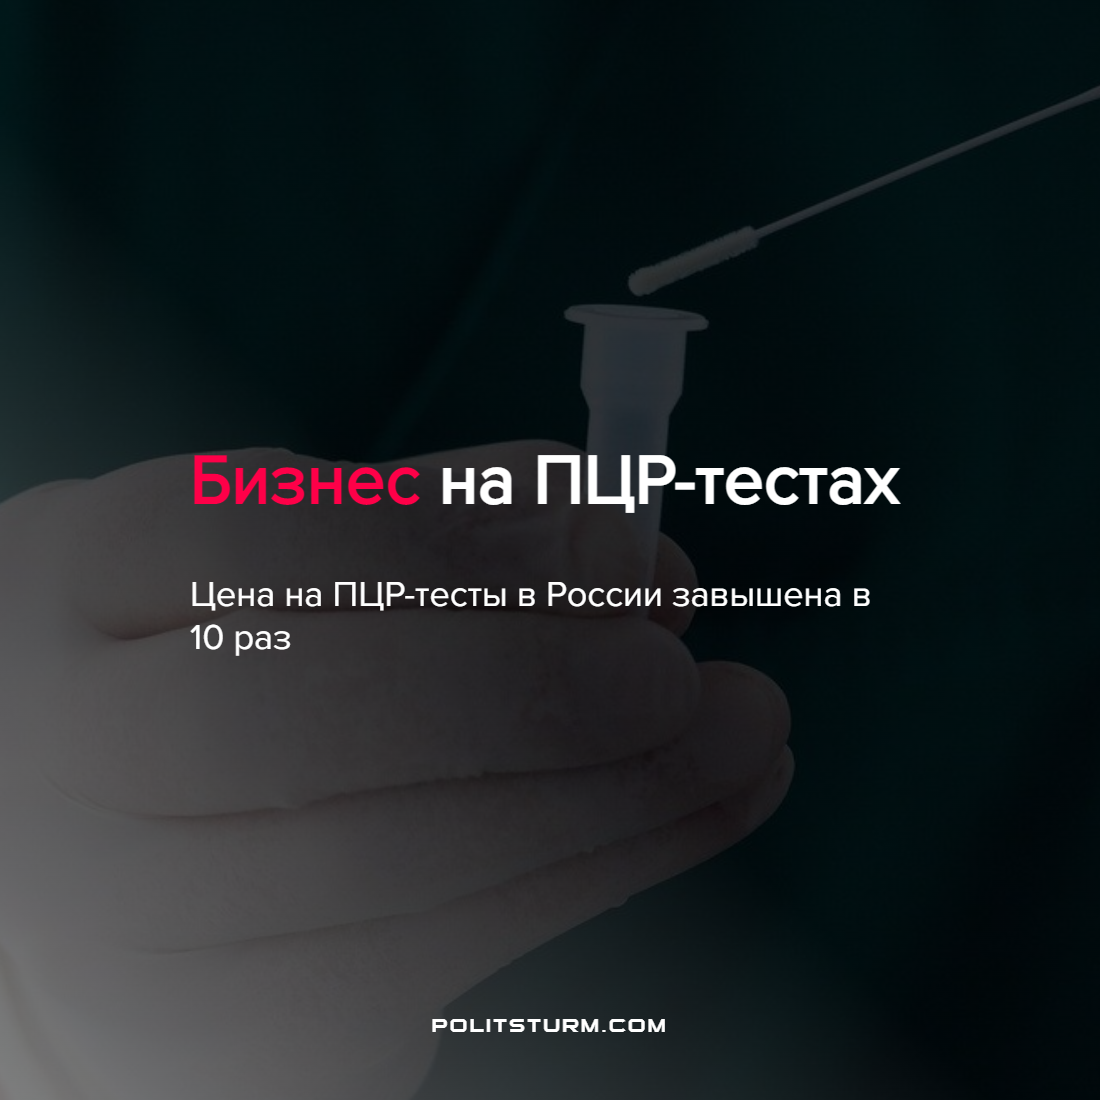 Бизнес на ПЦР-тестах
Цена на ПЦР-тесты в России завышена в
10 раз
POLITSTURM.COM